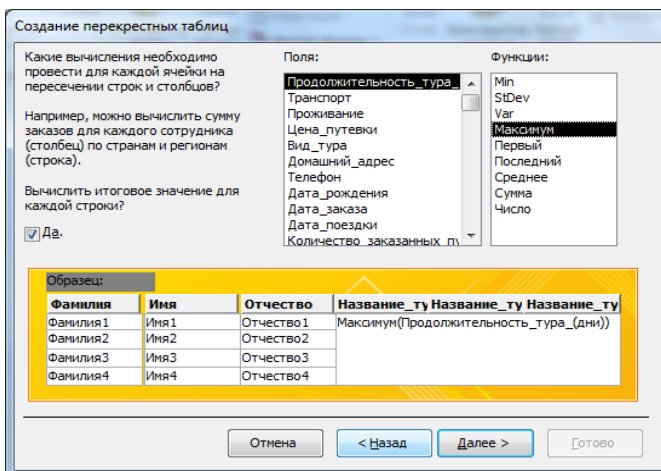 Создание перекрестных таблиц
Какие вычисления необходимо
провести для каждой ячейки на
пересечении строк и столбцов?
Например, можно вычислить сумму
заказов для каждого сотрудника
(столбец) по странам и регионам
(строка).
Вычислить итоговое значение для
каждой строки?
Да.
Поля:
Продолжительность_тура_
Транспорт
Проживание
Цена_путевки
Вид_тура
Домашний_адрес
Телефон
Дата_рождения
Дата_заказа
Дата_поездки
Количество_заказанных_пу
Функции:
Min
StDev
Var
Максимум
Первый
Последний
Среднее
Сумма
Число
Образец:
Фамилия Имя Отчество Название_ту Название_ту Название_ту
Фамилия1 Имя1 Отчество1 Максимум(Продолжительность_тура_(дни))
Фамилия2 Имя2 Отчество2
Фамилия3 Имя3 Отчество3
Фамилия4 Имя4 Отчество4
Отмена < Назад Далее > Готово